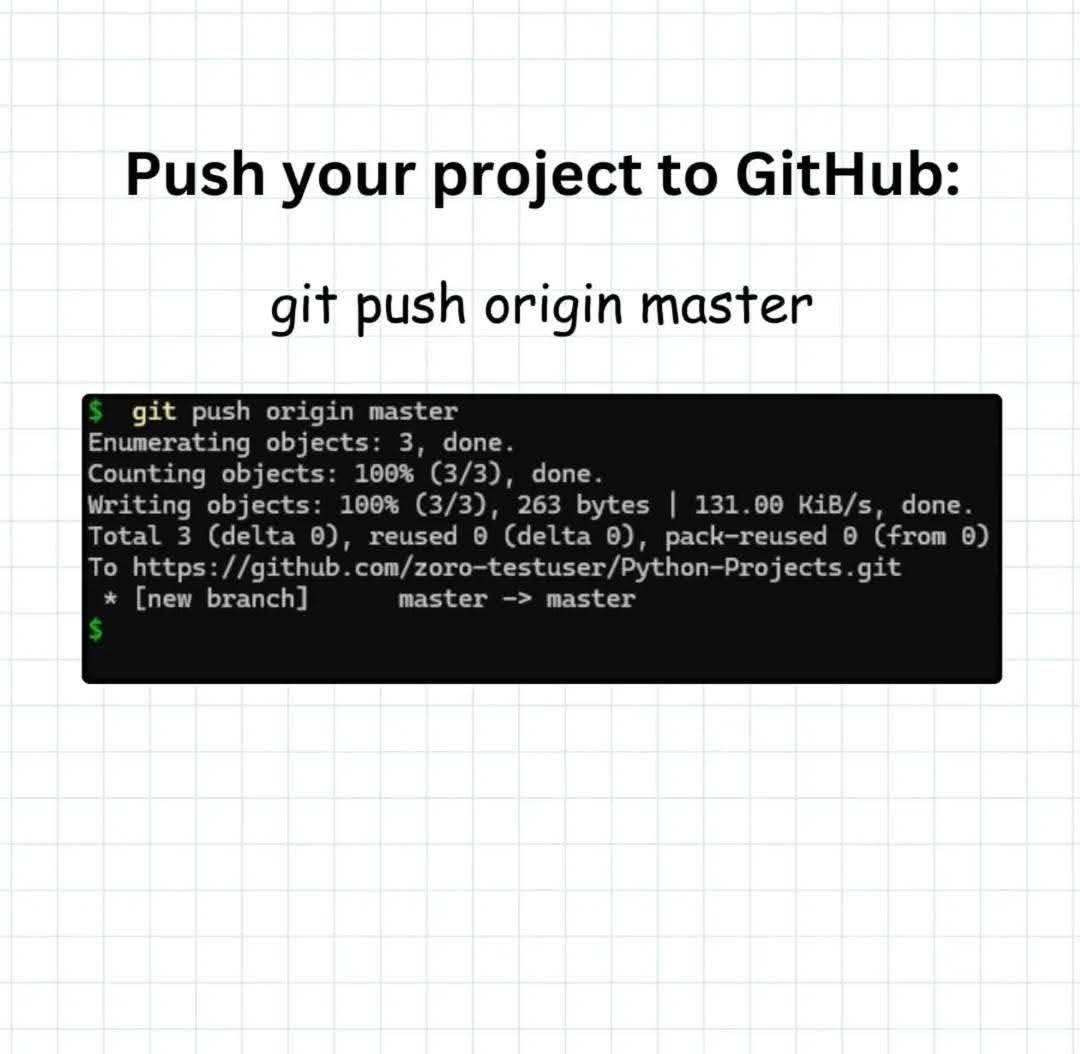 Push your project to GitHub:
git push origin master
$ git push origin master
Enumerating objects: 3, done.
Counting objects: 100% (3/3), done.
Writing objects: 100% (3/3), 263 bytes | 131.00 KiB/s, done.
Total 3 (delta 0), reused 0 (delta 0), pack-reused 0 (from 0)
To https://github.com/zoro-testuser/Python-Projects.git
* [new branch] master -> master
$